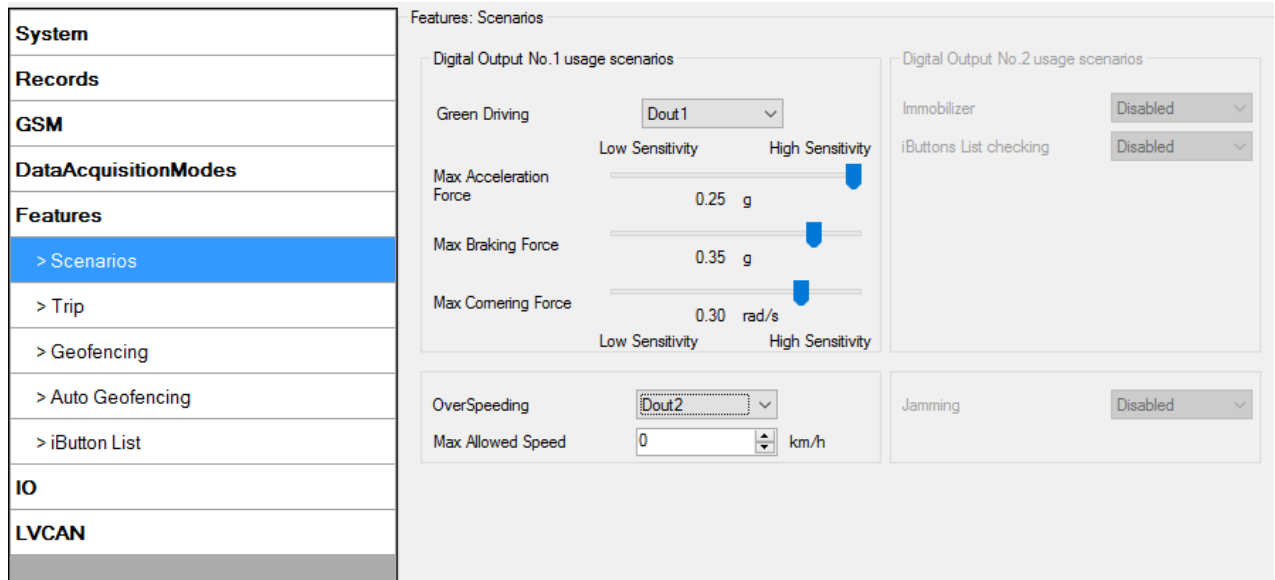 System
Records
GSM
DataAcquisitionModes
Features
> Scenarios
> Trip
> Geofencing
> Auto Geofencing
> iButton List
IO
LVCAN
Features: Scenarios
Digital Output No.1 usage scenarios
Green Driving Dout1
Low Sensitivity High Sensitivity
Max Acceleration
Force
0.25 g
Max Braking Force
0.35 g
Max Cornering Force
0.30 rad/s
Low Sensitivity High Sensitivity
OverSpeeding Dout2
Max Allowed Speed 0 km/h
Digital Output No.2 usage scenarios
Immobilizer Disabled
iButtons List checking Disabled
Jamming Disabled